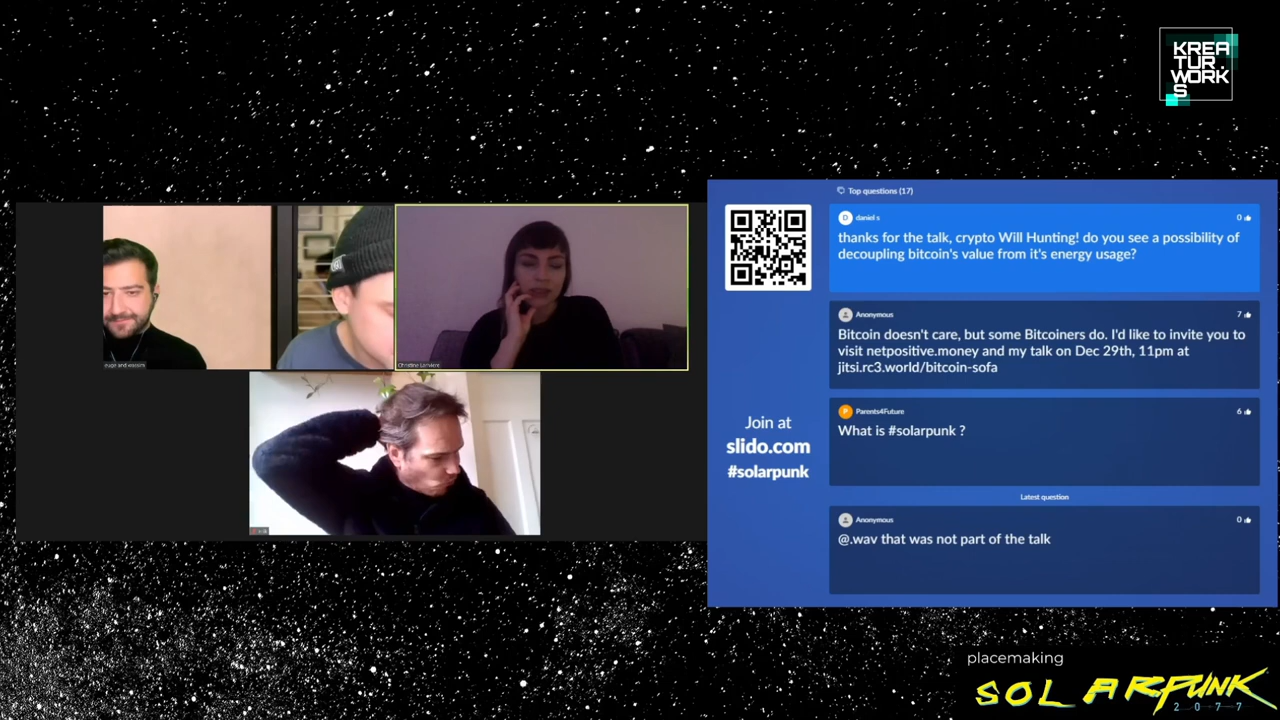 KREA
TUR.
WORK
S
Top questions (17)
D
daniel s
0
thanks for the talk, crypto Will Hunting! do you see a possibility of
decoupling bitcoin's value from it's energy usage?
Anonymous
7
Bitcoin doesn't care, but some Bitcoiners do. I'd like to invite you to
visit netpositive.money and my talk on Dec 29th, 11pm at
jitsi.rc3.world/bitcoin-sofa
P
Parents4Future
6
What is #solarpunk ?
Join at
slido.com
#solarpunk
Latest question
Anonymous
0
@.wav that was not part of the talk
placemaking
SOLARPUNK
2077